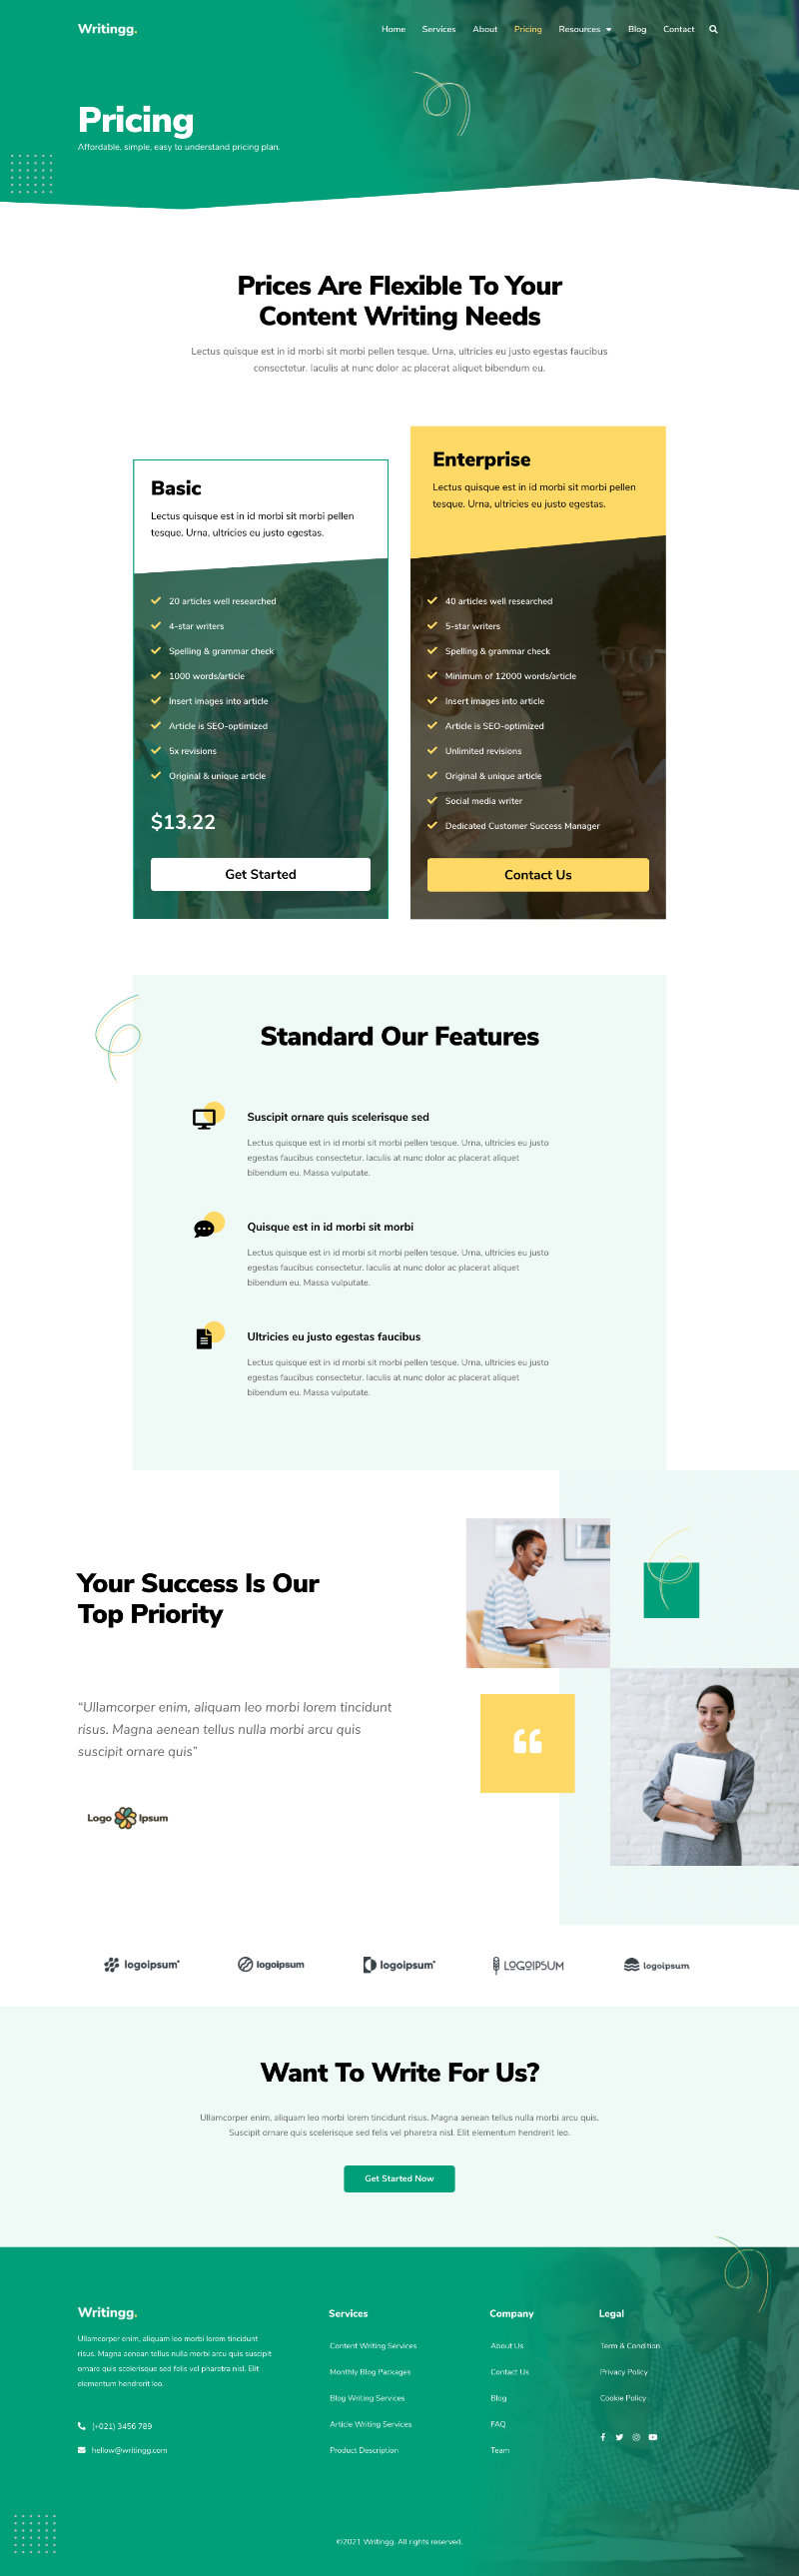 Writingg.
Home Services About Pricing Resources Blog Contact
Pricing
Affordable, simple, easy to understand pricing plan.
Prices Are Flexible To Your
Content Writing Needs
Lectus quisque est in id morbi sit morbi pellen tesque. Urna, ultricies eu justo egestas faucibus
consectetur. Iaculis at nunc dolor ac placerat aliquet bibendum eu.
Basic
Lectus quisque est in id morbi sit morbi pellen
tesque. Urna, ultricies eu justo egestas.
20 articles well researched
4-star writers
Spelling & grammar check
1000 words/article
Insert images into article
Article is SEO-optimized
5x revisions
Original & unique article
$13.22
Get Started
Enterprise
Lectus quisque est in id morbi sit morbi pellen
tesque. Urna, ultricies eu justo egestas.
40 articles well researched
5-star writers
Spelling & grammar check
Minimum of 12000 words/article
Insert images into article
Article is SEO-optimized
Unlimited revisions
Original & unique article
Social media writer
Dedicated Customer Success Manager
Contact Us
Standard Our Features
Suscipit ornare quis scelerisque sed
Lectus quisque est in id morbi sit morbi pellen tesque. Urna, ultricies eu justo
egestas faucibus consectetur. Iaculis at nunc dolor ac placerat aliquet
bibendum eu. Massa vulputate.
Quisque est in id morbi sit morbi
Lectus quisque est in id morbi sit morbi pellen tesque. Urna, ultricies eu justo
egestas faucibus consectetur. Iaculis at nunc dolor ac placerat aliquet
bibendum eu. Massa vulputate.
Ultricies eu justo egestas faucibus
Lectus quisque est in id morbi sit morbi pellen tesque. Urna, ultricies eu justo
egestas faucibus consectetur. Iaculis at nunc dolor ac placerat aliquet
bibendum eu. Massa vulputate.
Your Success Is Our
Top Priority
“Ullamcorper enim, aliquam leo morbi lorem tincidunt
risus. Magna aenean tellus nulla morbi arcu quis
suscipit ornare quis”
Logo Ipsum
“
logoipsum logoipsum logoipsum LOGOIPSUM logoipsum
Want To Write For Us?
Ullamcorper enim, aliquam leo morbi lorem tincidunt risus. Magna aenean tellus nulla morbi arcu quis.
Suscipit ornare quis scelerisque sed felis vel pharetra nisl. Elit elementum hendrerit leo.
Get Started Now
Writingg.
Ullamcorper enim, aliquam leo morbi lorem tincidunt
risus. Magna aenean tellus nulla morbi arcu quis suscipit
ornare quis scelerisque sed felis vel pharetra nisl. Elit
elementum hendrerit leo.
(+021) 3456 789
hellow@writingg.com
Services
Content Writing Services
Monthly Blog Packages
Blog Writing Services
Article Writing Services
Product Description
Company
About Us
Contact Us
Blog
FAQ
Team
Legal
Term & Condition
Privacy Policy
Cookie Policy
©2021 Writingg. All rights reserved.